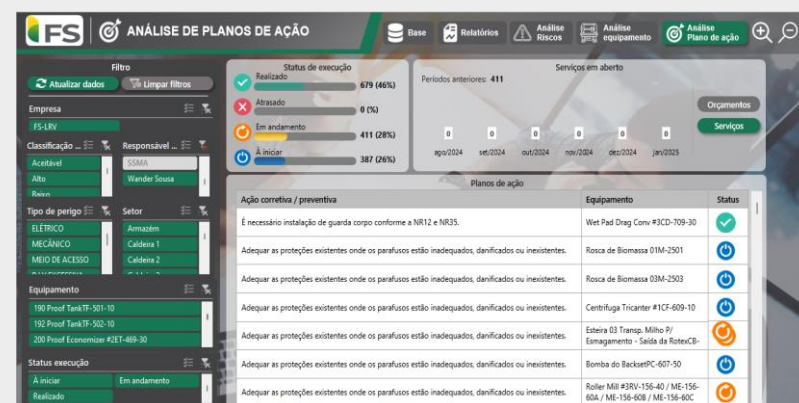 FS
ANÁLISE DE PLANOS DE AÇÃO
Base
Relatórios
Análise
Riscos
Análise
equipamento
Análise
Plano de ação
Filtro
Atualizar dados
Limpar filtros
Empresa
FS-LRV
Classificação ...
Responsável ...
Aceitável
SSMA
Alto
Wander Sousa
Baixo
Tipo de perigo
Setor
ELÉTRICO
Armazém
MECÂNICO
Caldeira 1
MEIO DE ACESSO
Caldeira 2
Equipamento
190 Proof TankTF-501-10
192 Proof TankTF-502-10
200 Proof Economizer #2ET-469-30
Status execução
À iniciar
Em andamento
Realizado
Status de execução
Realizado
679 (46%)
Atrasado
0 (%)
Em andamento
411 (28%)
À iniciar
387 (26%)
Serviços em aberto
Períodos anteriores: 411
Orçamentos
Serviços
0 0 0 0 0 0
ago/2024 set/2024 out/2024 nov/2024 dez/2024 jan/2025
Planos de ação
Ação corretiva / preventiva Equipamento Status
É necessário instalação de guarda corpo conforme a NR12 e NR35. Wet Pad Drag Conv #3CD-709-30
Adequar as proteções existentes onde os parafusos estão inadequados, danificados ou inexistentes. Rosca de Biomassa 01M-2501
Adequar as proteções existentes onde os parafusos estão inadequados, danificados ou inexistentes. Rosca de Biomassa 03M-2503
Adequar as proteções existentes onde os parafusos estão inadequados, danificados ou inexistentes. Centrifuga Tricanter #1CF-609-10
Adequar as proteções existentes onde os parafusos estão inadequados, danificados ou inexistentes. Esteira 03 Transp. Milho P/
Esmagamento - Saída da RotexCB-
Adequar as proteções existentes onde os parafusos estão inadequados, danificados ou inexistentes. Bomba do BacksetPC-607-50
Adequar as proteções existentes onde os parafusos estão inadequados, danificados ou inexistentes. Roller Mill #3RV-156-40 / ME-156-
60A / ME-156-60B / ME-156-60C